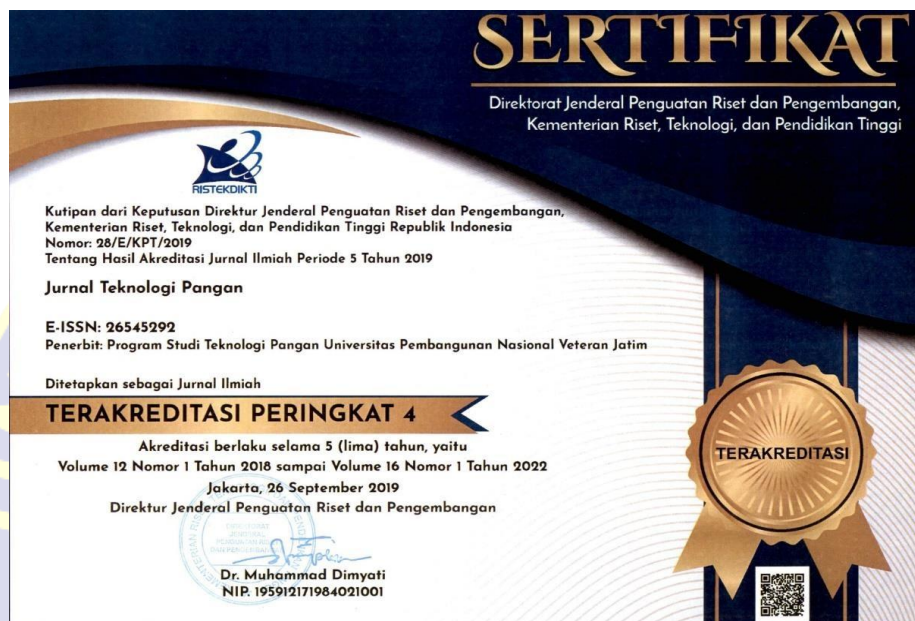 SERTIFIKAT
Direktorat Jenderal Penguatan Riset dan Pengembangan,
Kementerian Riset, Teknologi, dan Pendidikan Tinggi
RISTEKDIKTI
Kutipan dari Keputusan Direktur Jenderal Penguatan Riset dan Pengembangan,
Kementerian Riset, Teknologi, dan Pendidikan Tinggi Republik Indonesia
Nomor: 28/E/KPT/2019
Tentang Hasil Akreditasi Jurnal Ilmiah Periode 5 Tahun 2019
Jurnal Teknologi Pangan
E-ISSN: 26545292
Penerbit: Program Studi Teknologi Pangan Universitas Pembangunan Nasional Veteran Jatim
Ditetapkan sebagai Jurnal Ilmiah
TERAKREDITASI PERINGKAT 4
TERAKREDITASI
Akreditasi berlaku selama 5 (lima) tahun, yaitu
Volume 12 Nomor 1 Tahun 2018 sampai Volume 16 Nomor 1 Tahun 2022
Jakarta, 26 September 2019
Direktur Jenderal Penguatan Riset dan Pengembangan
Dr. Muhammad Dimyati
NIP. 195912171984021001